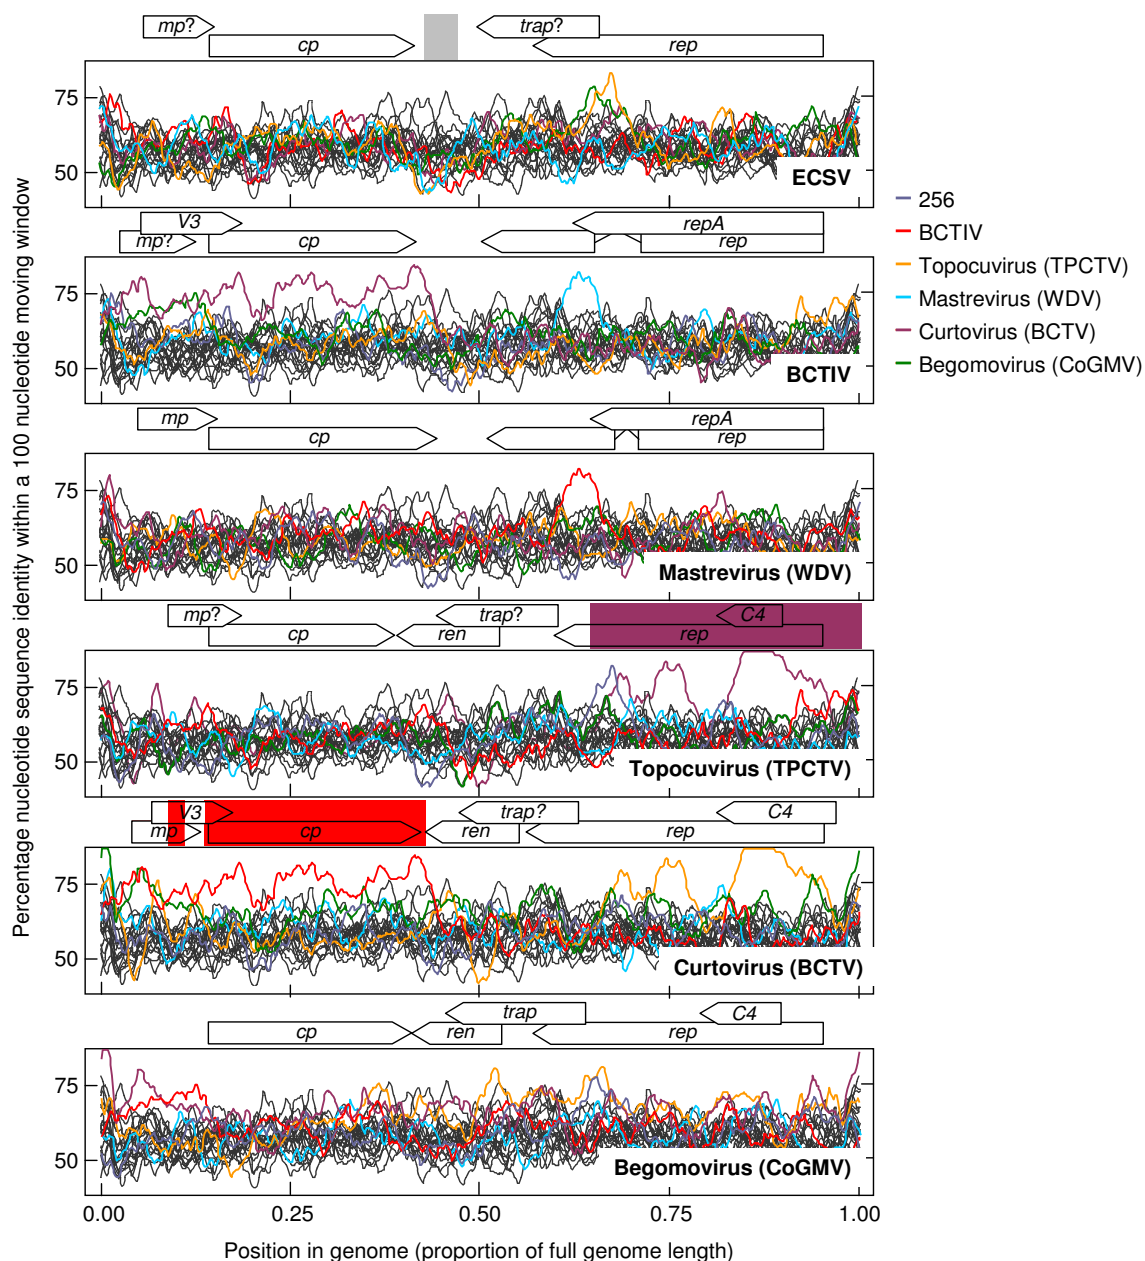 mp?
trap?
cp
rep
75
50
ECSV
V3
repA
mp?
cp
rep
75
50
BCTIV
mp
repA
cp
rep
75
50
Mastrevirus (WDV)
mp?
trap?
C4
cp
ren
rep
75
50
Topocuvirus (TPCTV)
V3
trap?
C4
mp
cp
ren
rep
75
50
Curtovirus (BCTV)
trap
C4
cp
ren
rep
75
50
Begomovirus (CoGMV)
0.00
0.25
0.50
0.75
1.00
Position in genome (proportion of full genome length)
Percentage nucleotide sequence identity within a 100 nucleotide moving window
256
BCTIV
Topocuvirus (TPCTV)
Mastrevirus (WDV)
Curtovirus (BCTV)
Begomovirus (CoGMV)